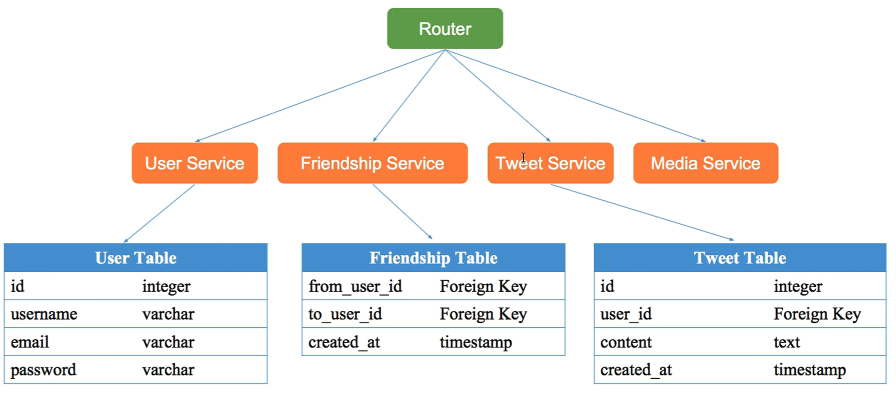 Router
User Service Friendship Service Tweet Service Media Service
User Table
id integer
username varchar
email varchar
password varchar
Friendship Table
from_user_id Foreign Key
to_user_id Foreign Key
created_at timestamp
Tweet Table
id integer
user_id Foreign Key
content text
created_at timestamp